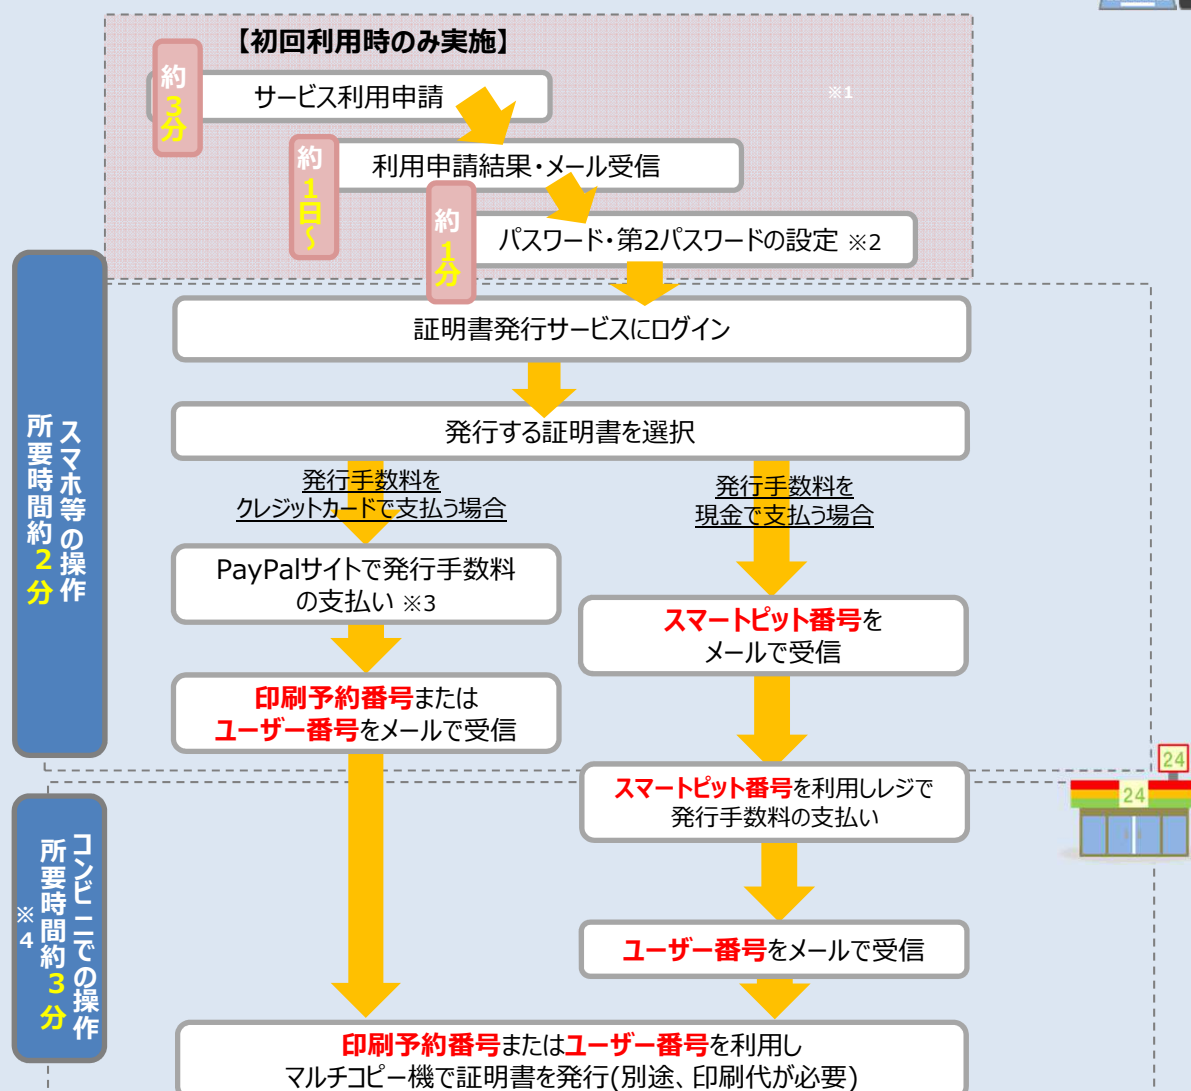 【初回利用時のみ実施】
約3分
サービス利用申請
※1
約1日～
利用申請結果・メール受信
約1分
パスワード・第2パスワードの設定 ※2
スマホ等の操作
所要時間約2分
証明書発行サービスにログイン
発行する証明書を選択
発行手数料を
クレジットカードで支払う場合
PayPalサイトで発行手数料
の支払い ※3
印刷予約番号または
ユーザー番号をメールで受信
発行手数料を
現金で支払う場合
スマートピット番号を
メールで受信
24
24
コンビニでの操作
所要時間約3分
※4
スマートピット番号を利用しレジで
発行手数料の支払い
ユーザー番号をメールで受信
印刷予約番号またはユーザー番号を利用し
マルチコピー機で証明書を発行(別途、印刷代が必要)